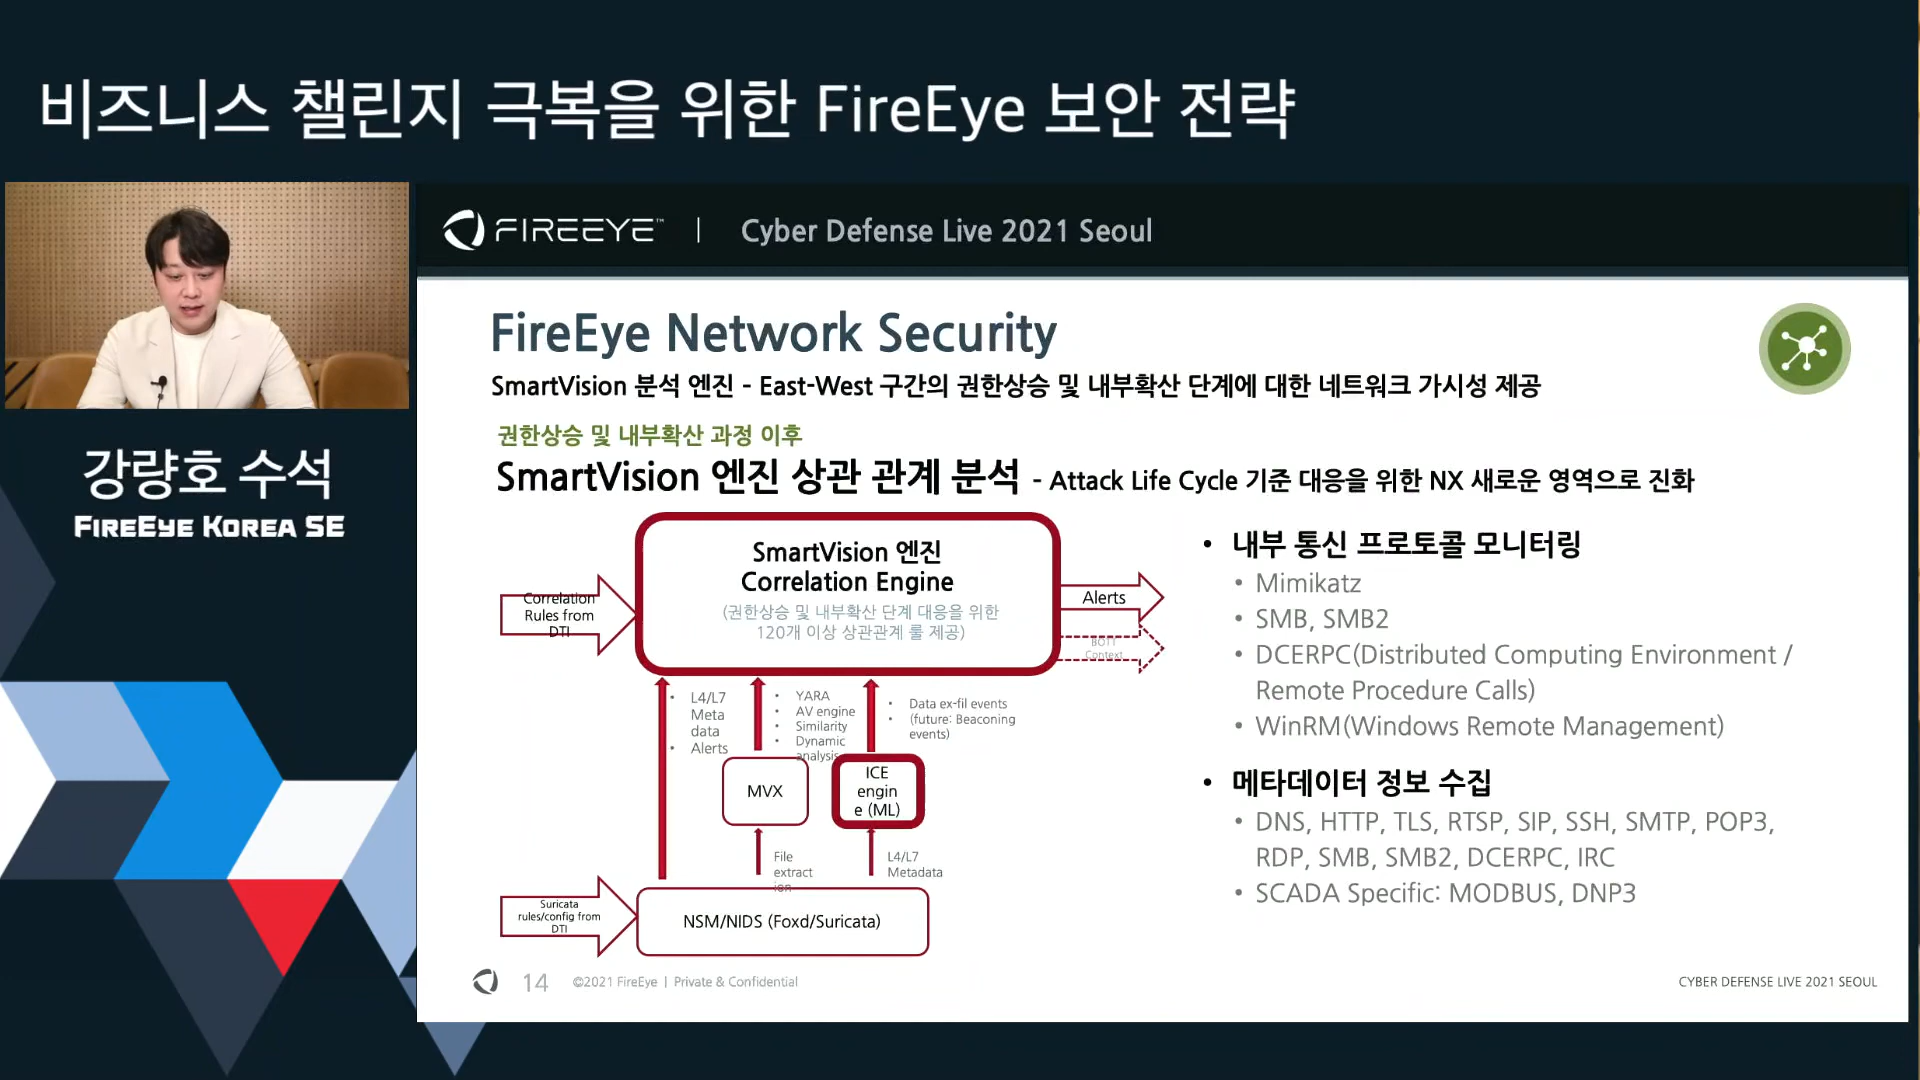 비즈니스 챌린지 극복을 위한 FireEye 보안 전략
FIREEYE™ | Cyber Defense Live 2021 Seoul
강량호 수석
FireEye Korea SE
FireEye Network Security
SmartVision 분석 엔진 - East-West 구간의 권한상승 및 내부확산 단계에 대한 네트워크 가시성 제공
권한상승 및 내부확산 과정 이후
SmartVision 엔진 상관 관계 분석 - Attack Life Cycle 기준 대응을 위한 NX 새로운 영역으로 진화
Correlation
Rules from
DTI
SmartVision 엔진
Correlation Engine
(권한상승 및 내부확산 단계 대응을 위한
120개 이상 상관관계 룰 제공)
Alerts
BOTT
Context
• L4/L7
Meta
data
• Alerts
• YARA
• AV engine
• Similarity
• Dynamic
analysis
• Data ex-fil events
• (future: Beaconing
events)
MVX
ICE
engin
e (ML)
File
extract
ion
L4/L7
Metadata
Suricata
rules/config from
DTI
NSM/NIDS (Foxd/Suricata)
• 내부 통신 프로토콜 모니터링
• Mimikatz
• SMB, SMB2
• DCERPC(Distributed Computing Environment /
Remote Procedure Calls)
• WinRM(Windows Remote Management)
• 메타데이터 정보 수집
• DNS, HTTP, TLS, RTSP, SIP, SSH, SMTP, POP3,
RDP, SMB, SMB2, DCERPC, IRC
• SCADA Specific: MODBUS, DNP3
14 ©2021 FireEye | Private & Confidential
CYBER DEFENSE LIVE 2021 SEOUL